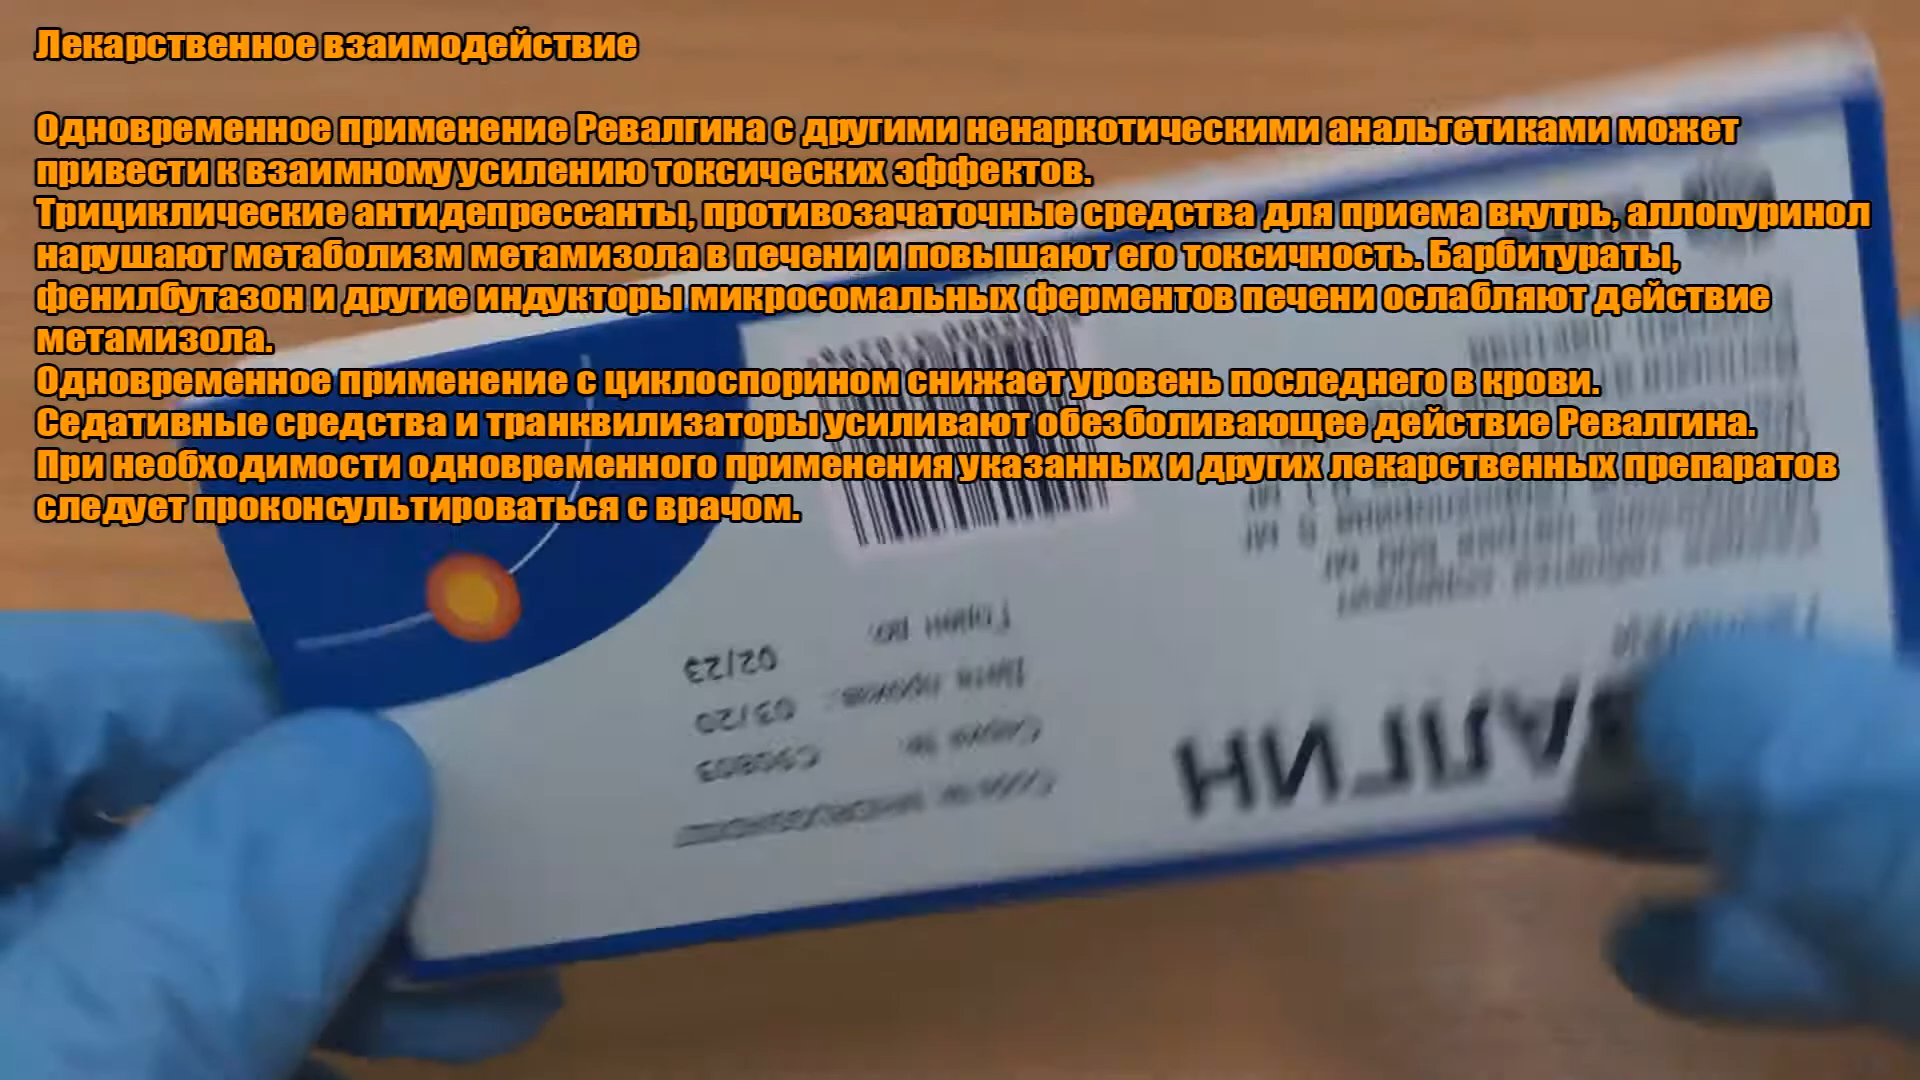 Лекарственное взаимодействие
Одновременное применение Ревалгина с другими ненаркотическими анальгетиками может
привести к взаимному усилению токсических эффектов.
Трициклические антидепрессанты, противозачаточные средства для приема внутрь, аллопуринол
нарушают метаболизм метамизола в печени и повышают его токсичность. Барбитураты,
фенилбутазон и другие индукторы микросомальных ферментов печени ослабляют действие
метамизола.
Одновременное применение с циклоспорином снижает уровень последнего в крови.
Седативные средства и транквилизаторы усиливают обезболивающее действие Ревалгина.
При необходимости одновременного применения указанных и других лекарственных препаратов
следует проконсультироваться с врачом.
02/23
03/20